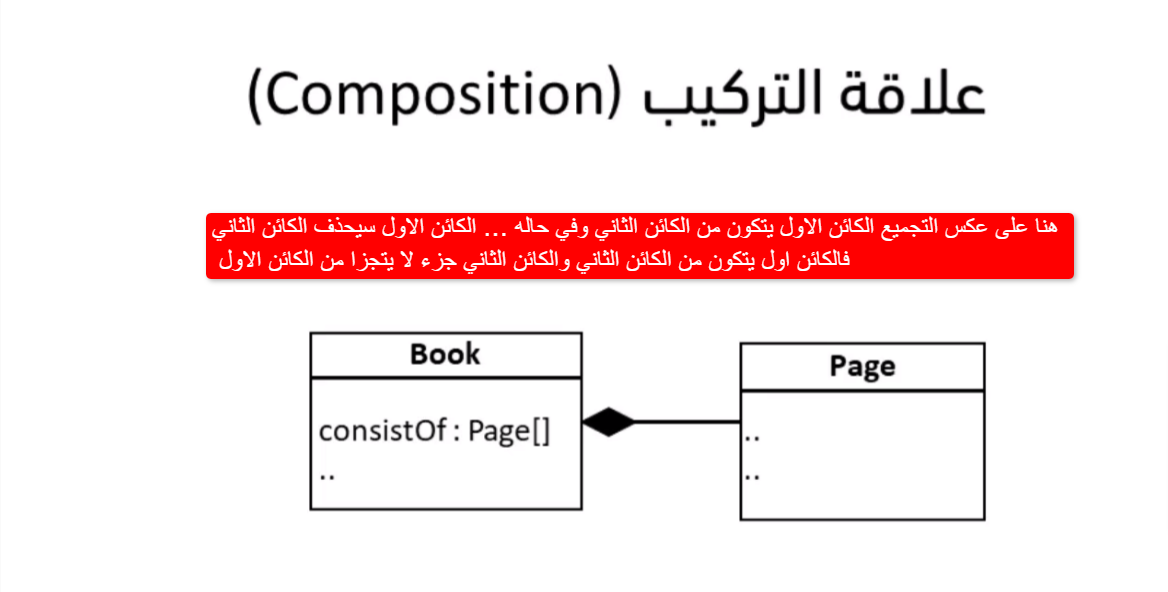 علاقة التركيب (Composition)
هنا على عكس التجميع الكائن الاول يتكون من الكائن الثاني وفي حاله ... الكائن الاول سيحذف الكائن الثاني
فالكائن اول يتكون من الكائن الثاني والكائن الثاني جزء لا يتجزا من الكائن الاول
Book
consistOf : Page[]
..
Page
..
..